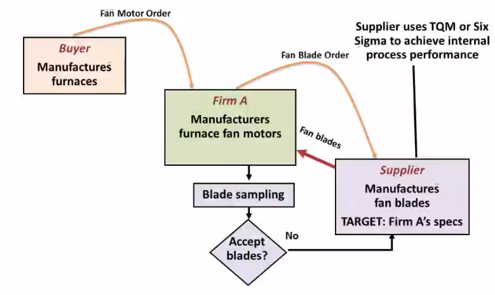 Fan Motor Order
Supplier uses TQM or Six
Sigma to achieve internal
process performance
Buyer
Manufactures
furnaces
Fan Blade Order
Firm A
Manufacturers
furnace fan motors
Fan blades
Supplier
Manufactures
fan blades
TARGET: Firm A's specs
Blade sampling
No
Accept
blades?